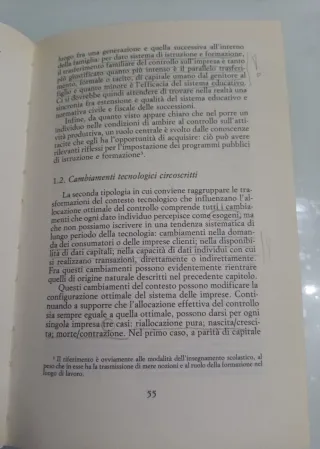 luogo fra una generazione e quella successiva all'interno
della famiglia: per dato sistema di istruzione e formazione,
il trasferimento familiare del controllo sull'impresa è tanto
più giustificato quanto più intenso è il parallelo trasferi-
mento, formale o tacito, di capitale umano dal genitore al
figlio e quanto minore è l'efficacia del sistema educativo.
Ci si dovrebbe quindi attendere di trovare nella realtà una
sincronia fra estensione e qualità del sistema educativo e
normativa civile e fiscale delle successioni.
Infine, da quanto visto appare chiaro che nel porre un
individuo nelle condizioni di ambire al controllo sull'atti-
vità produttiva, un ruolo centrale è svolto dalle conoscenze
tacite che egli ha l'opportunità di acquisire: ciò può avere
rilevanti riflessi per l'impostazione dei programmi pubblici
di istruzione e formazione³.
1.2. Cambiamenti tecnologici circoscritti
La seconda tipologia in cui conviene raggruppare le tra-
sformazioni del contesto tecnologico che influenzano l'al-
locazione ottimale del controllo comprende tutti i cambia-
menti che ogni dato individuo percepisce come esogeni, ma che
non possiamo iscrivere in una tendenza sistematica di
lungo periodo della tecnologia: cambiamenti nella doman-
da dei consumatori o delle imprese clienti; nella disponibi-
lità di dati capitali; nella capacità di dati individui con cui
si realizzano transazioni, direttamente o indirettamente.
Fra questi cambiamenti possono evidentemente rientrare
quelli di origine naturale descritti nel precedente capitolo.
Questi cambiamenti del contesto possono modificare la
configurazione ottimale del sistema delle imprese. Conti-
nuando a supporre che l'allocazione effettiva del controllo
sia sempre eguale a quella ottimale, possono darsi per ogni
singola impresa tre casi: riallocazione pura; nascita/cresci-
ta; morte/contrazione. Nel primo caso, a parità di capitale
³ Il riferimento è ovviamente alle modalità dell'insegnamento scolastico, al
peso che in esse ha la trasmissione di mere nozioni e al ruolo della formazione nel
luogo di lavoro.
55